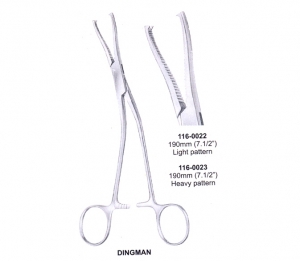 116-0022
190mm (7.1/2")
Light pattern
116-0023
190mm (7.1/2")
Heavy pattern
DINGMAN